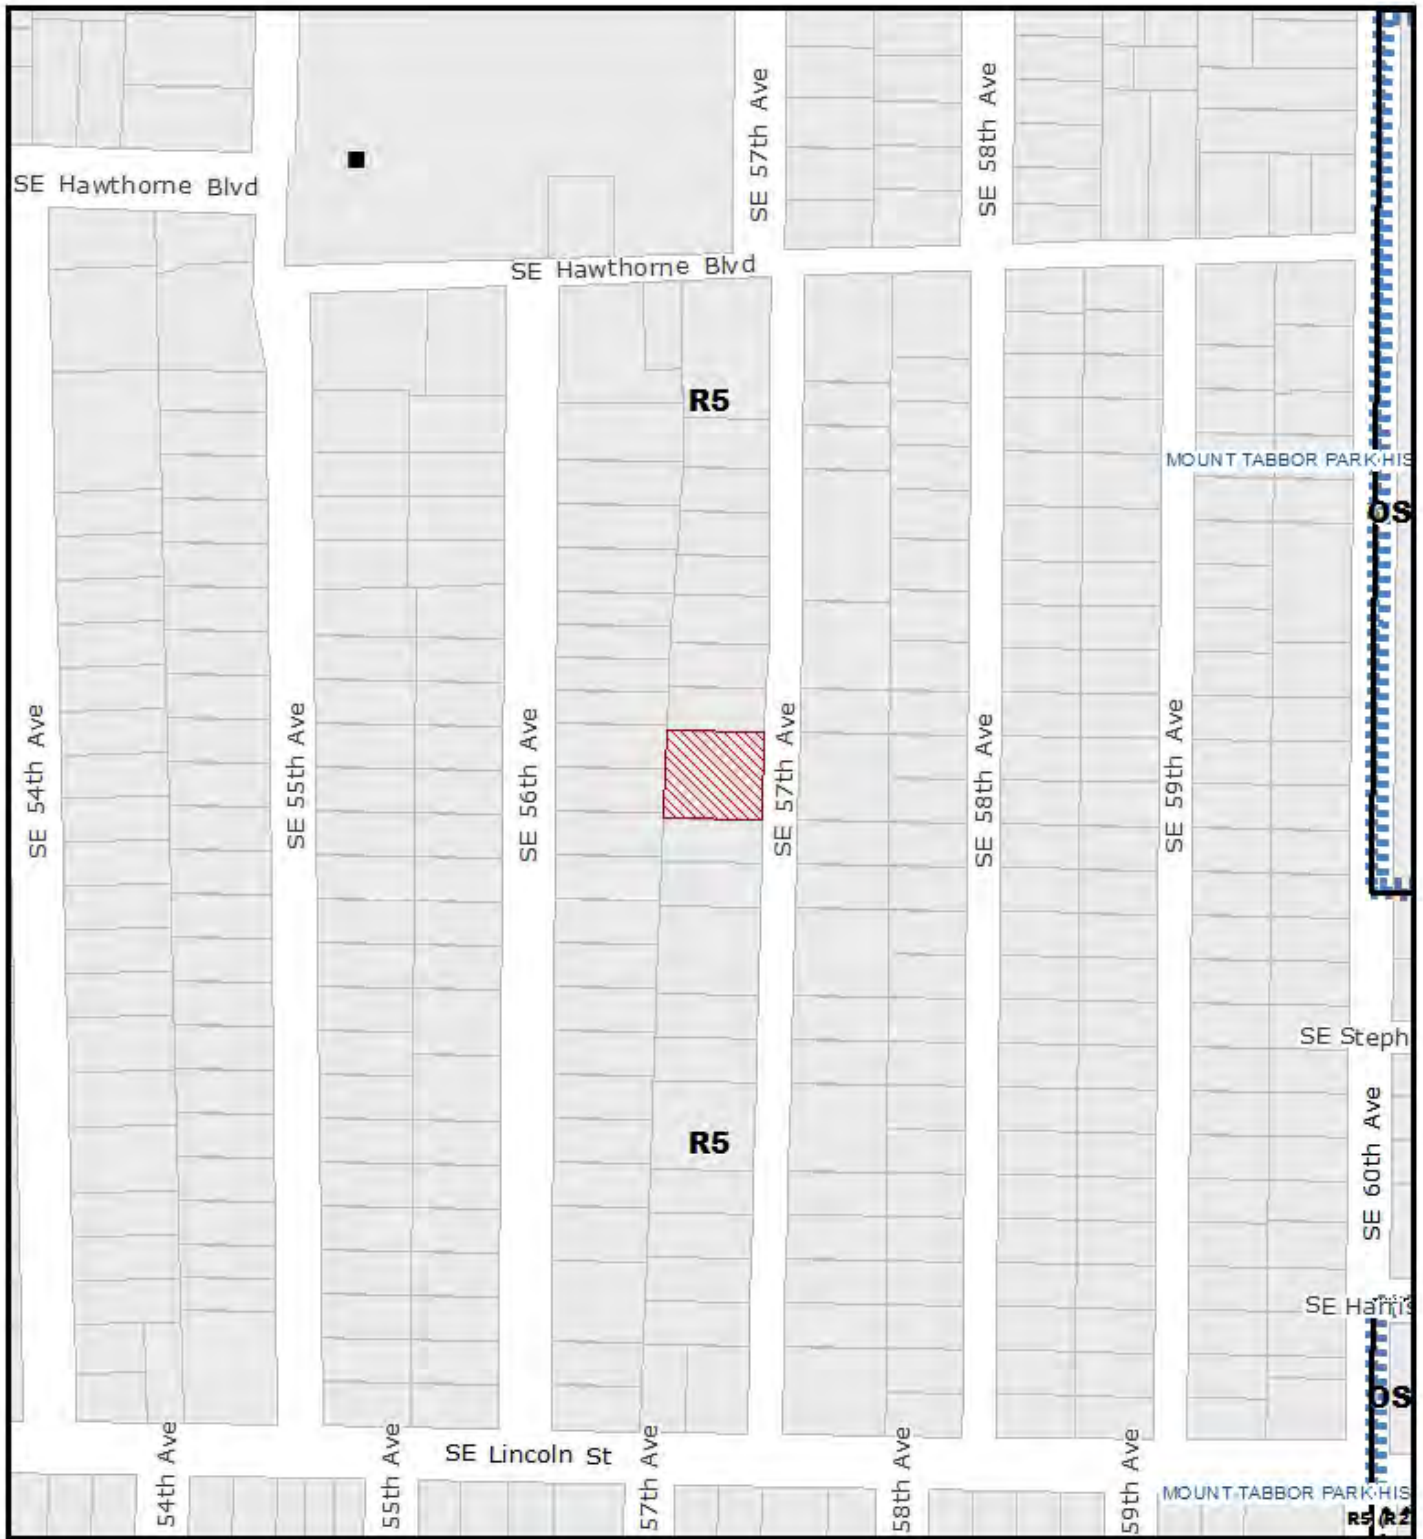 SE 57th Ave
SE 58th Ave
SE Hawthorne Blvd
SE Hawthorne Blvd
R5
MOUNT TABBOR PARK HIS
OS
SE 54th Ave
SE 55th Ave
SE 56th Ave
SE 57th Ave
SE 58th Ave
SE 59th Ave
SE Steph
R5
SE 60th Ave
SE Harris
OS
SE Lincoln St
54th Ave
55th Ave
57th Ave
58th Ave
59th Ave
MOUNT TABBOR PARK HIS
R5 (R2